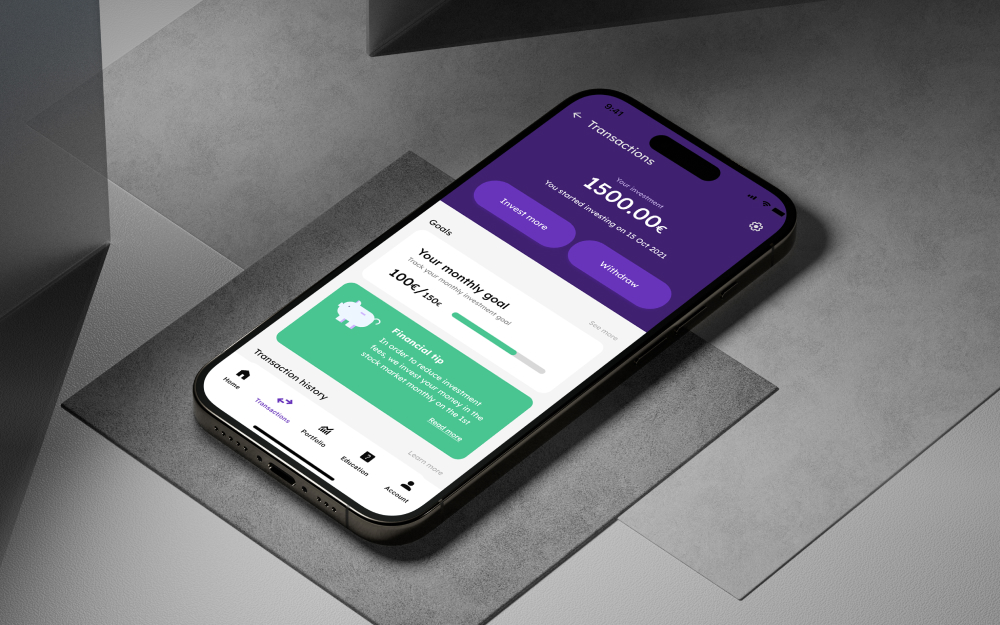 9:41
Transactions
Your investment
1500.00€
You started investing on 15 Oct 2021
Invest more
Withdraw
Goals
See more
Your monthly goal
Track your monthly investment goal
100€/150€
Financial tip
In order to reduce investment
fees, we invest your money in the
stock market monthly on the 1st
Read more
Transaction history
Learn more
Home
Transactions
Portfolio
Education
Account